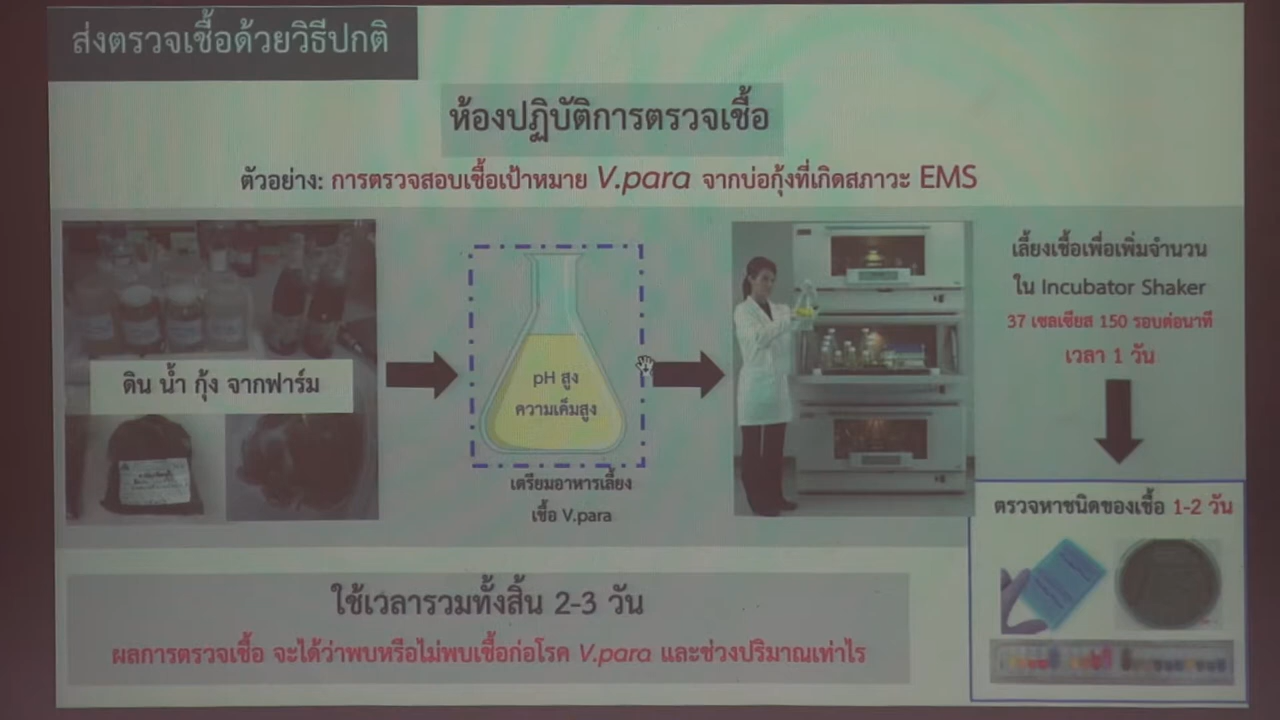 ส่งตรวจเชื้อด้วยวิธีปกติ
ห้องปฏิบัติการตรวจเชื้อ
ตัวอย่าง: การตรวจสอบเชื้อเป้าหมาย V.para จากบ่อกุ้งที่เกิดสภาวะ EMS
ดิน น้ำ กุ้ง จากฟาร์ม
pH สูง
ความเค็มสูง
เตรียมอาหารเลี้ยง
เชื้อ V.para
เลี้ยงเชื้อเพื่อเพิ่มจำนวน
ใน Incubator Shaker
37 เซลเซียส 150 รอบต่อนาที
เวลา 1 วัน
ตรวจหาชนิดของเชื้อ 1-2 วัน
ใช้เวลารวมทั้งสิ้น 2-3 วัน
ผลการตรวจเชื้อ จะได้ว่าพบหรือไม่พบเชื้อก่อโรค V.para และช่วงปริมาณเท่าไร